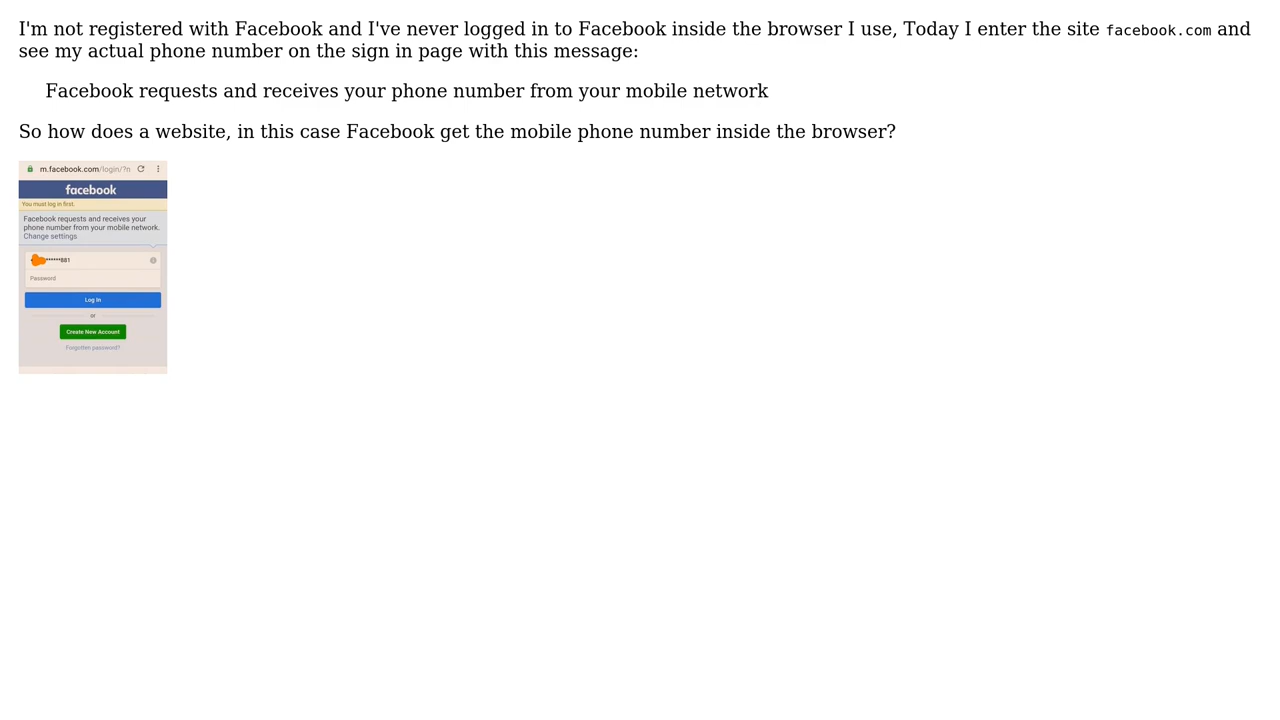 I'm not registered with Facebook and I've never logged in to Facebook inside the browser I use, Today I enter the site facebook.com and
see my actual phone number on the sign in page with this message:
Facebook requests and receives your phone number from your mobile network
So how does a website, in this case Facebook get the mobile phone number inside the browser?
m.facebook.com/login/?n
facebook
You must log in first.
Facebook requests and receives your
phone number from your mobile network.
Change settings
******881
Password
Log In
or
Create New Account
Forgotten password?